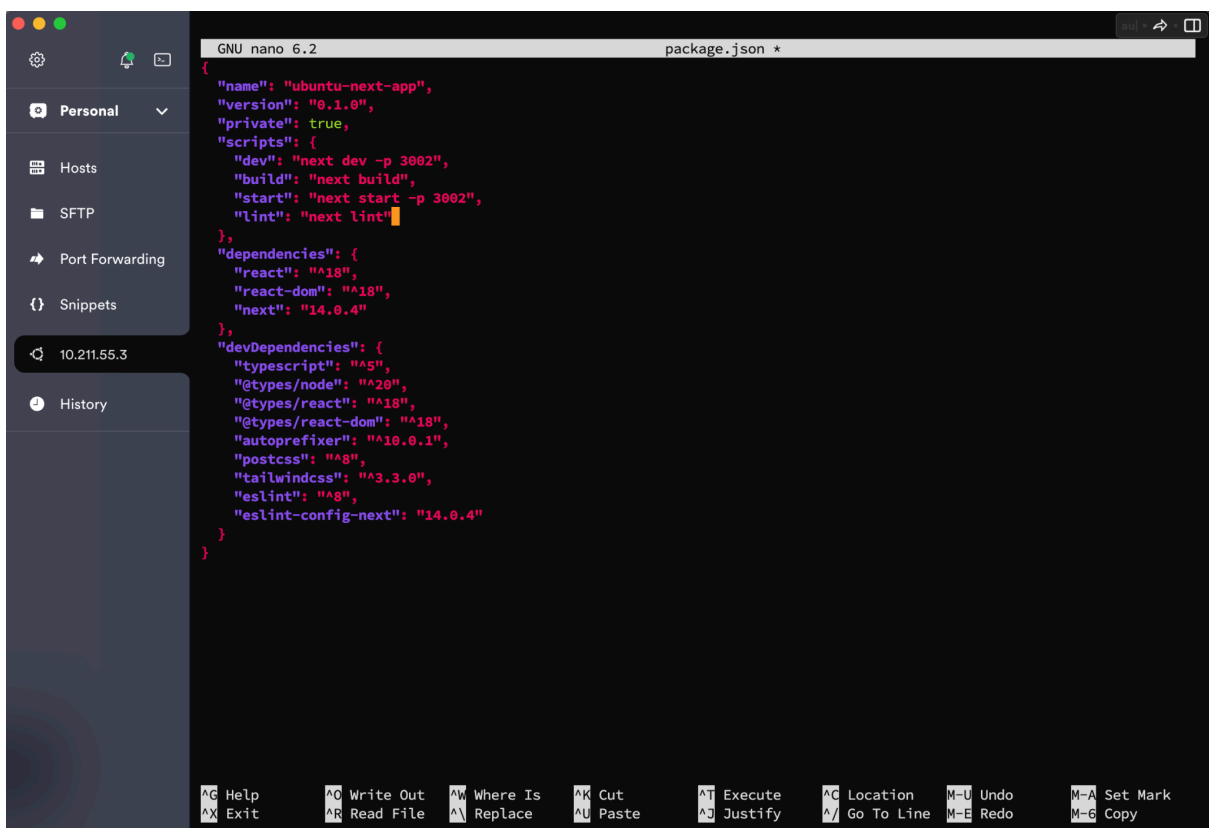 GNU nano 6.2 package.json *
Personal
Hosts
SFTP
Port Forwarding
{} Snippets
10.211.55.3
History
{
  "name": "ubuntu-next-app",
  "version": "0.1.0",
  "private": true,
  "scripts": {
    "dev": "next dev -p 3002",
    "build": "next build",
    "start": "next start -p 3002",
    "lint": "next lint"
  },
  "dependencies": {
    "react": "^18",
    "react-dom": "^18",
    "next": "14.0.4"
  },
  "devDependencies": {
    "typescript": "^5",
    "@types/node": "^20",
    "@types/react": "^18",
    "@types/react-dom": "^18",
    "autoprefixer": "^10.0.1",
    "postcss": "^8",
    "tailwindcss": "^3.3.0",
    "eslint": "^8",
    "eslint-config-next": "14.0.4"
  }
}
^G Help ^O Write Out ^W Where Is ^K Cut ^T Execute ^C Location M-U Undo M-A Set Mark
^X Exit ^R Read File ^\ Replace ^U Paste ^J Justify ^/ Go To Line M-E Redo M-6 Copy